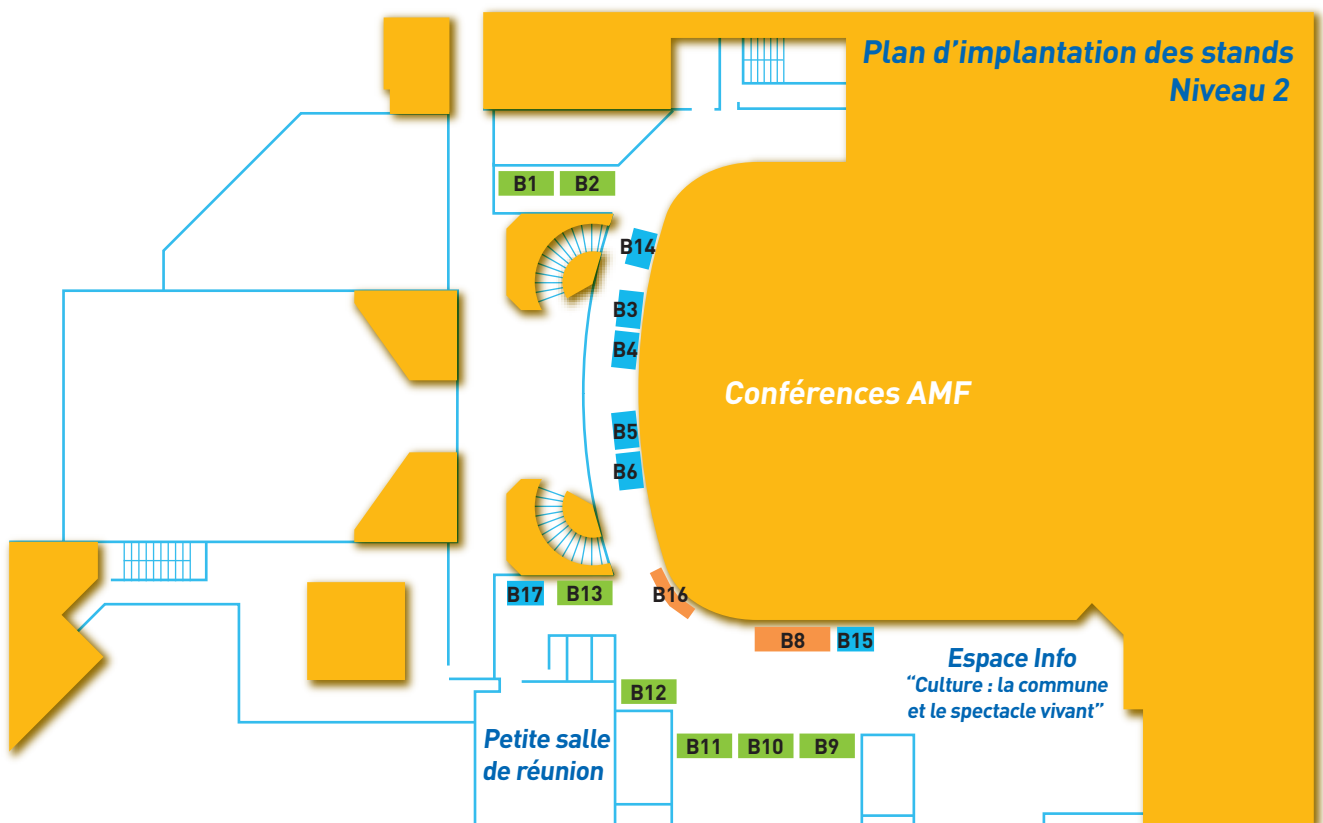 Plan d’implantation des stands
Niveau 2
B1
B2
B14
B3
B4
Conférences AMF
B5
B6
B17
B13
B16
B8
B15
Espace Info
“Culture : la commune
et le spectacle vivant”
B12
Petite salle
de réunion
B11
B10
B9